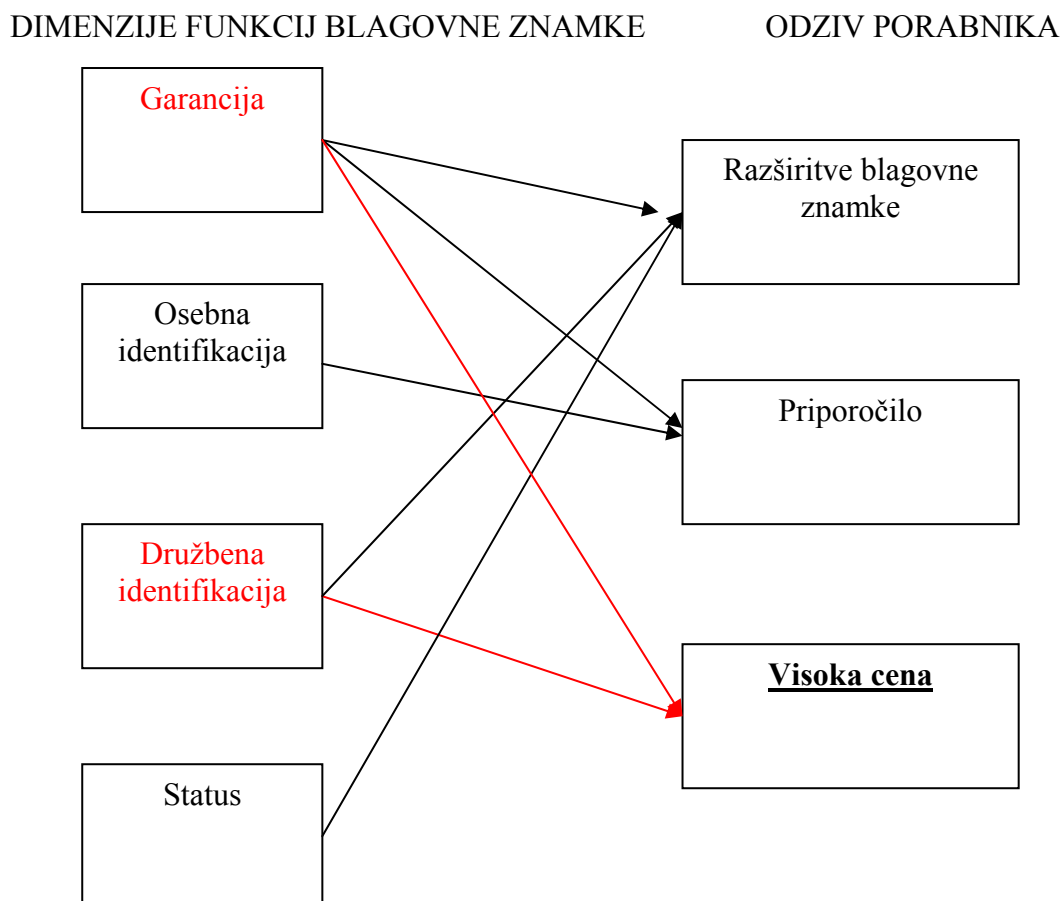 DIMENZIJE FUNKCIJ BLAGOVNE ZNAMKE
ODZIV PORABNIKA
Garancija
Osebna
identifikacija
Družbena
identifikacija
Status
Razširitve blagovne
znamke
Priporočilo
Visoka cena